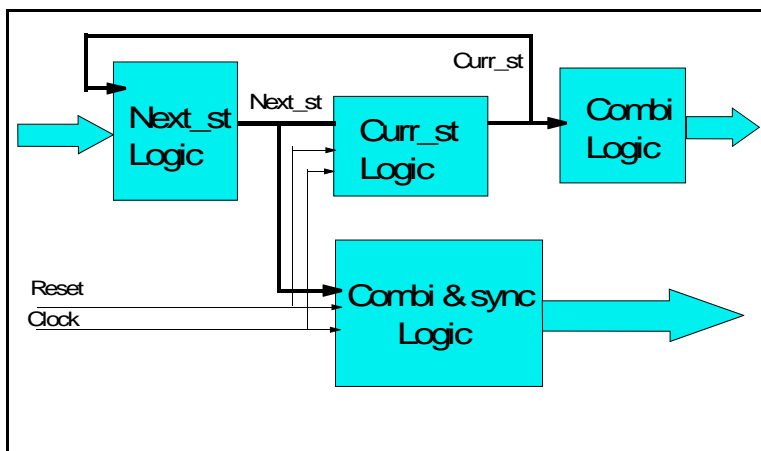 Curr_st
Next_st
Next_st
Logic
Curr_st
Logic
Combi
Logic
Reset
Clock
Combi & sync
Logic